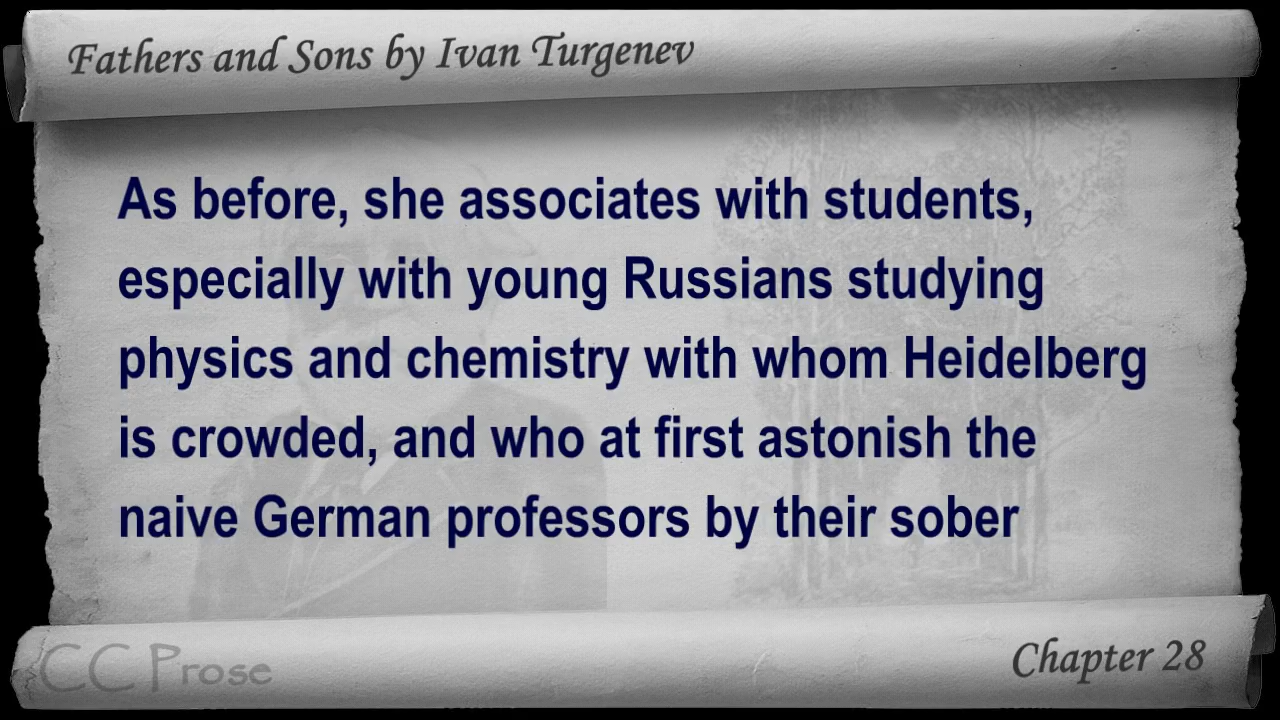 Fathers and Sons by Ivan Turgenev
As before, she associates with students,
especially with young Russians studying
physics and chemistry with whom Heidelberg
is crowded, and who at first astonish the
naive German professors by their sober
CC Prose
Chapter 28